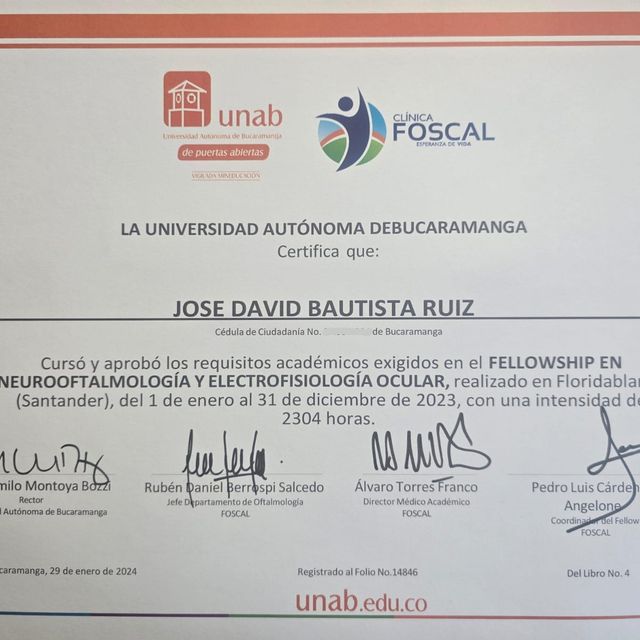 unab
Universidad Autónoma de Bucaramanga
de puertas abiertas
VIGILADA MINEDUCACIÓN
CLÍNICA
FOSCAL
ESPERANZA DE VIDA
LA UNIVERSIDAD AUTÓNOMA DEBUCARAMANGA
Certifica que:
JOSE DAVID BAUTISTA RUIZ
Cédula de Ciudadanía No. de Bucaramanga
Cursó y aprobó los requisitos académicos exigidos en el FELLOWSHIP EN
NEUROOFTALMOLOGÍA Y ELECTROFISIOLOGÍA OCULAR, realizado en Floridablan
(Santander), del 1 de enero al 31 de diciembre de 2023, con una intensidad de
2304 horas.
milo Montoya Bozzi
Rector
d Autónoma de Bucaramanga
Rubén Daniel Berrospi Salcedo
Jefe Departamento de Oftalmología
FOSCAL
Álvaro Torres Franco
Director Médico Académico
FOSCAL
Pedro Luis Cárden
Angelone
Coordinador del Fellow
FOSCAL
caramanga, 29 de enero de 2024
Registrado al Folio No.14846
Del Libro No. 4
unab.edu.co